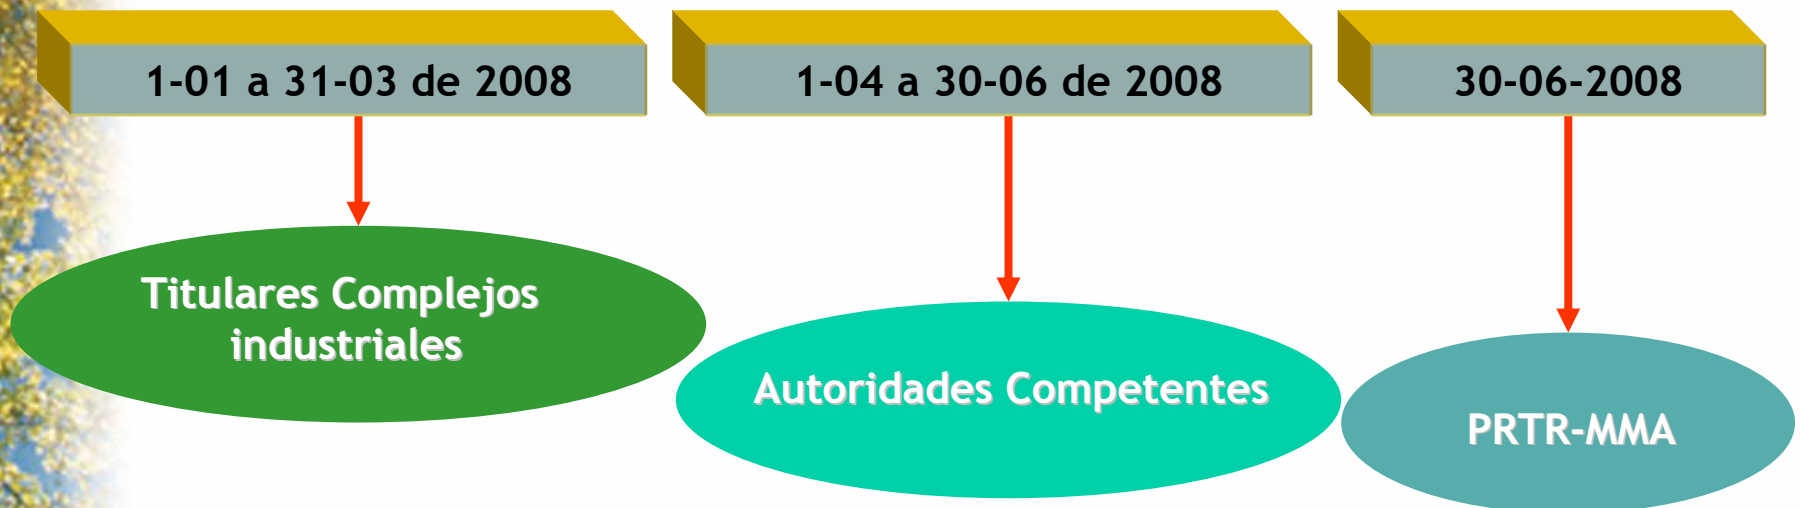 1-01 a 31-03 de 2008
1-04 a 30-06 de 2008
30-06-2008
Titulares Complejos
industriales
Autoridades Competentes
PRTR-MMA